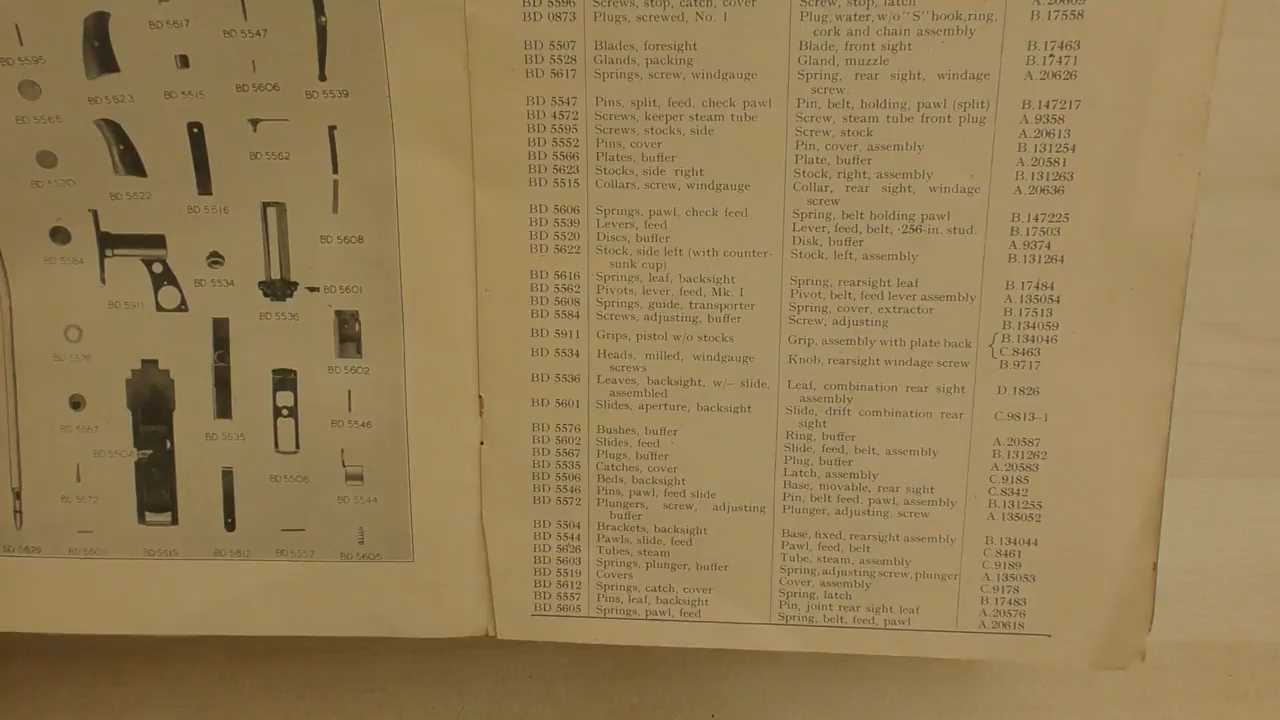 BD 5617
BD 5547
BD 5595
BD 5623
BD 5515
BD 5606
BD 5539
BD 5565
BD 5562
BD 5622
BD 5616
BD 5608
BD 5584
BD 5534
BD 5601
BD 5911
BD 5536
BD 5576
BD 5602
BD 5567
BD 5535
BD 5546
BD 5504
BD 5506
BD 5572
BD 5544
BD 5519
BD 5612
BD 5557
BD 5605
BD 5596 Screws, stop, catch, cover Screw, stop, latch A.20609
BD 0873 Plugs, screwed, No. 1 Plug, water, w/o "S" hook, ring, B.17558
cork and chain assembly
BD 5507 Blades, foresight Blade, front sight B.17463
BD 5528 Glands, packing Gland, muzzle B.17471
BD 5617 Springs, screw, windgauge Spring, rear sight, windage A.20626
screw.
BD 5547 Pins, split, feed, check pawl Pin, belt, holding, pawl (split) B.147217
BD 4572 Screws, keeper steam tube Screw, steam tube front plug A.9358
BD 5595 Screws, stocks, side Screw, stock A.20613
BD 5552 Pins, cover Pin, cover, assembly B.131254
BD 5566 Plates, buffer Plate, buffer A.20581
BD 5623 Stocks, side right Stock, right, assembly B.131263
BD 5515 Collars, screw, windgauge Collar, rear sight, windage A.20636
screw
BD 5606 Springs, pawl, check feed Spring, belt holding pawl B.147225
BD 5539 Levers, feed Lever, feed, belt, ·256-in. stud. B.17503
BD 5520 Discs, buffer Disk, buffer A.9374
BD 5622 Stock, side left (with counter- Stock, left, assembly B.131264
sunk cup)
BD 5616 Springs, leaf, backsight Spring, rearsight leaf B.17484
BD 5562 Pivots, lever, feed, Mk. I Pivot, belt, feed lever assembly A.135054
BD 5608 Springs, guide, transporter Spring, cover, extractor B.17513
BD 5584 Screws, adjusting, buffer Screw, adjusting B.134059
BD 5911 Grips, pistol w/o stocks Grip, assembly with plate back { B.134046
C.8463
BD 5534 Heads, milled, windgauge Knob, rearsight windage screw B.9717
screws
BD 5536 Leaves, backsight, w/– slide, Leaf, combination rear sight D.1826
assembled assembly
BD 5601 Slides, aperture, backsight Slide, drift combination rear C.9813–1
sight
BD 5576 Bushes, buffer Ring, buffer A.20587
BD 5602 Slides, feed Slide, feed, belt, assembly B.131262
BD 5567 Plugs, buffer Plug, buffer A.20583
BD 5535 Catches, cover Latch, assembly C.9185
BD 5506 Beds, backsight Base, movable, rear sight C.8342
BD 5546 Pins, pawl, feed slide Pin, belt feed, pawl, assembly B.131255
BD 5572 Plungers, screw, adjusting Plunger, adjusting, screw A.135052
buffer
BD 5504 Brackets, backsight Base, fixed, rearsight assembly B.134044
BD 5544 Pawls, slide, feed Pawl, feed, belt C.8461
BD 5626 Tubes, steam Tube, steam, assembly C.9189
BD 5603 Springs, plunger, buffer Spring, adjusting screw, plunger A.135053
BD 5519 Covers Cover, assembly C.9178
BD 5612 Springs, catch, cover Spring, latch B.17483
BD 5557 Pins, leaf, backsight Pin, joint rear sight leaf A.20576
BD 5605 Springs, pawl, feed Spring, belt, feed, pawl A.20618